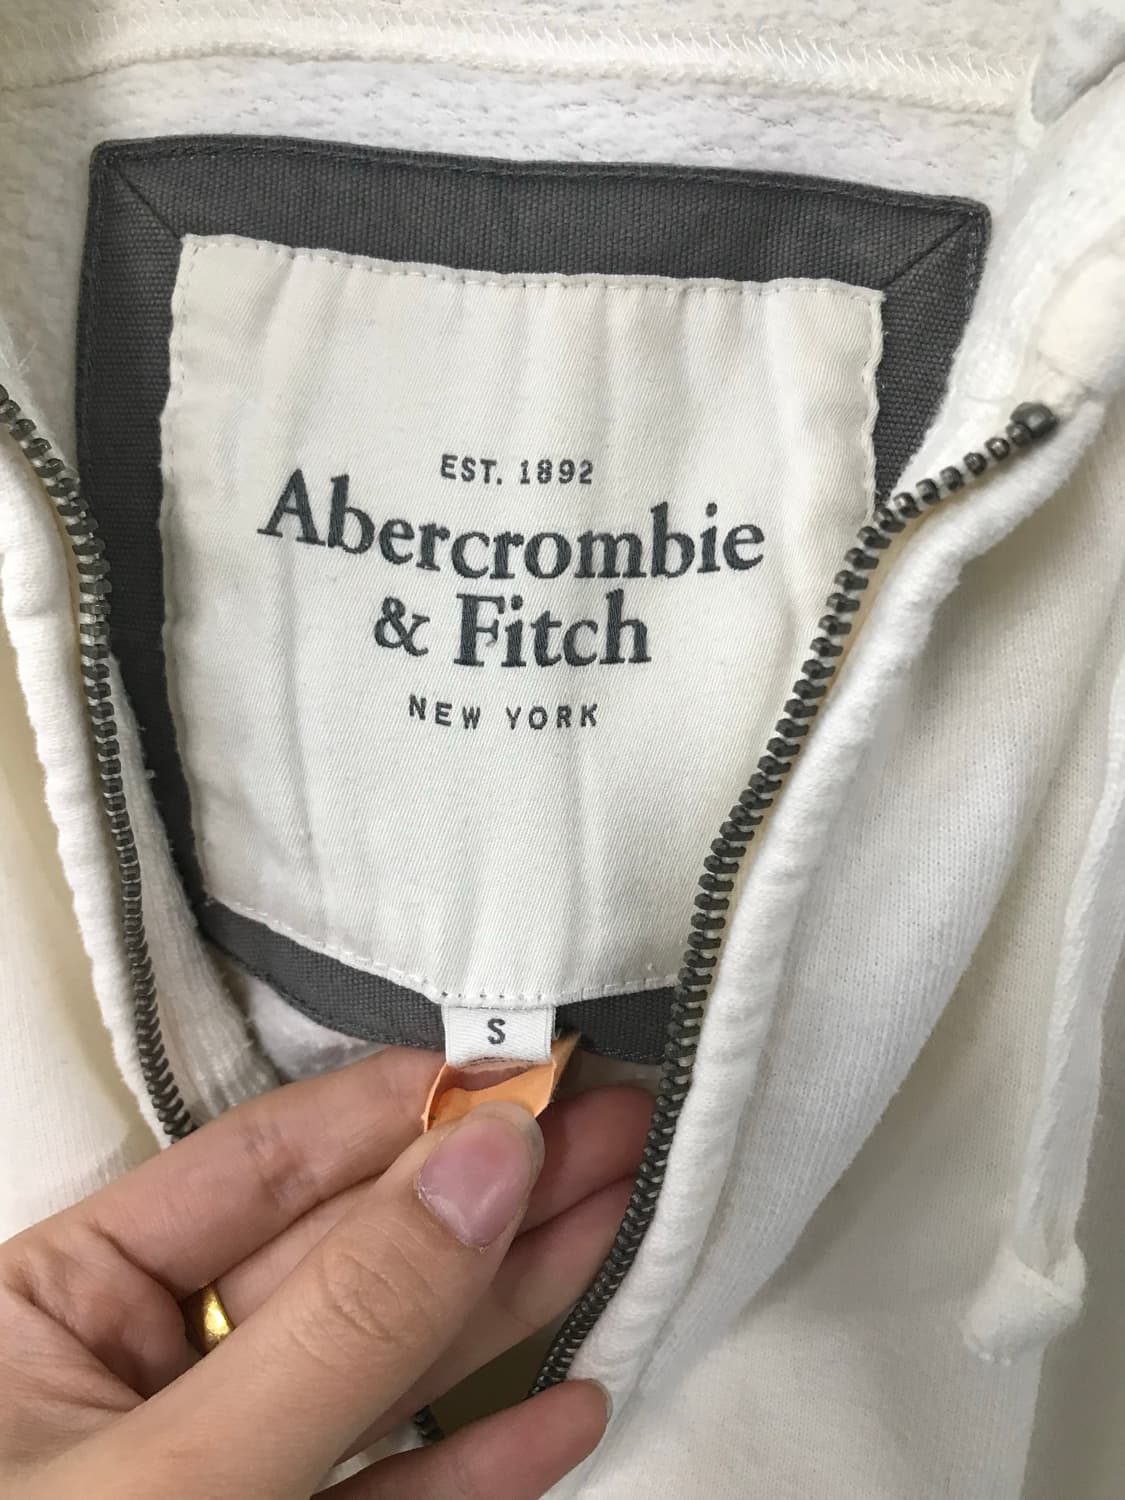 EST. 1892
Abercrombie
& Fitch
NEW YORK
S